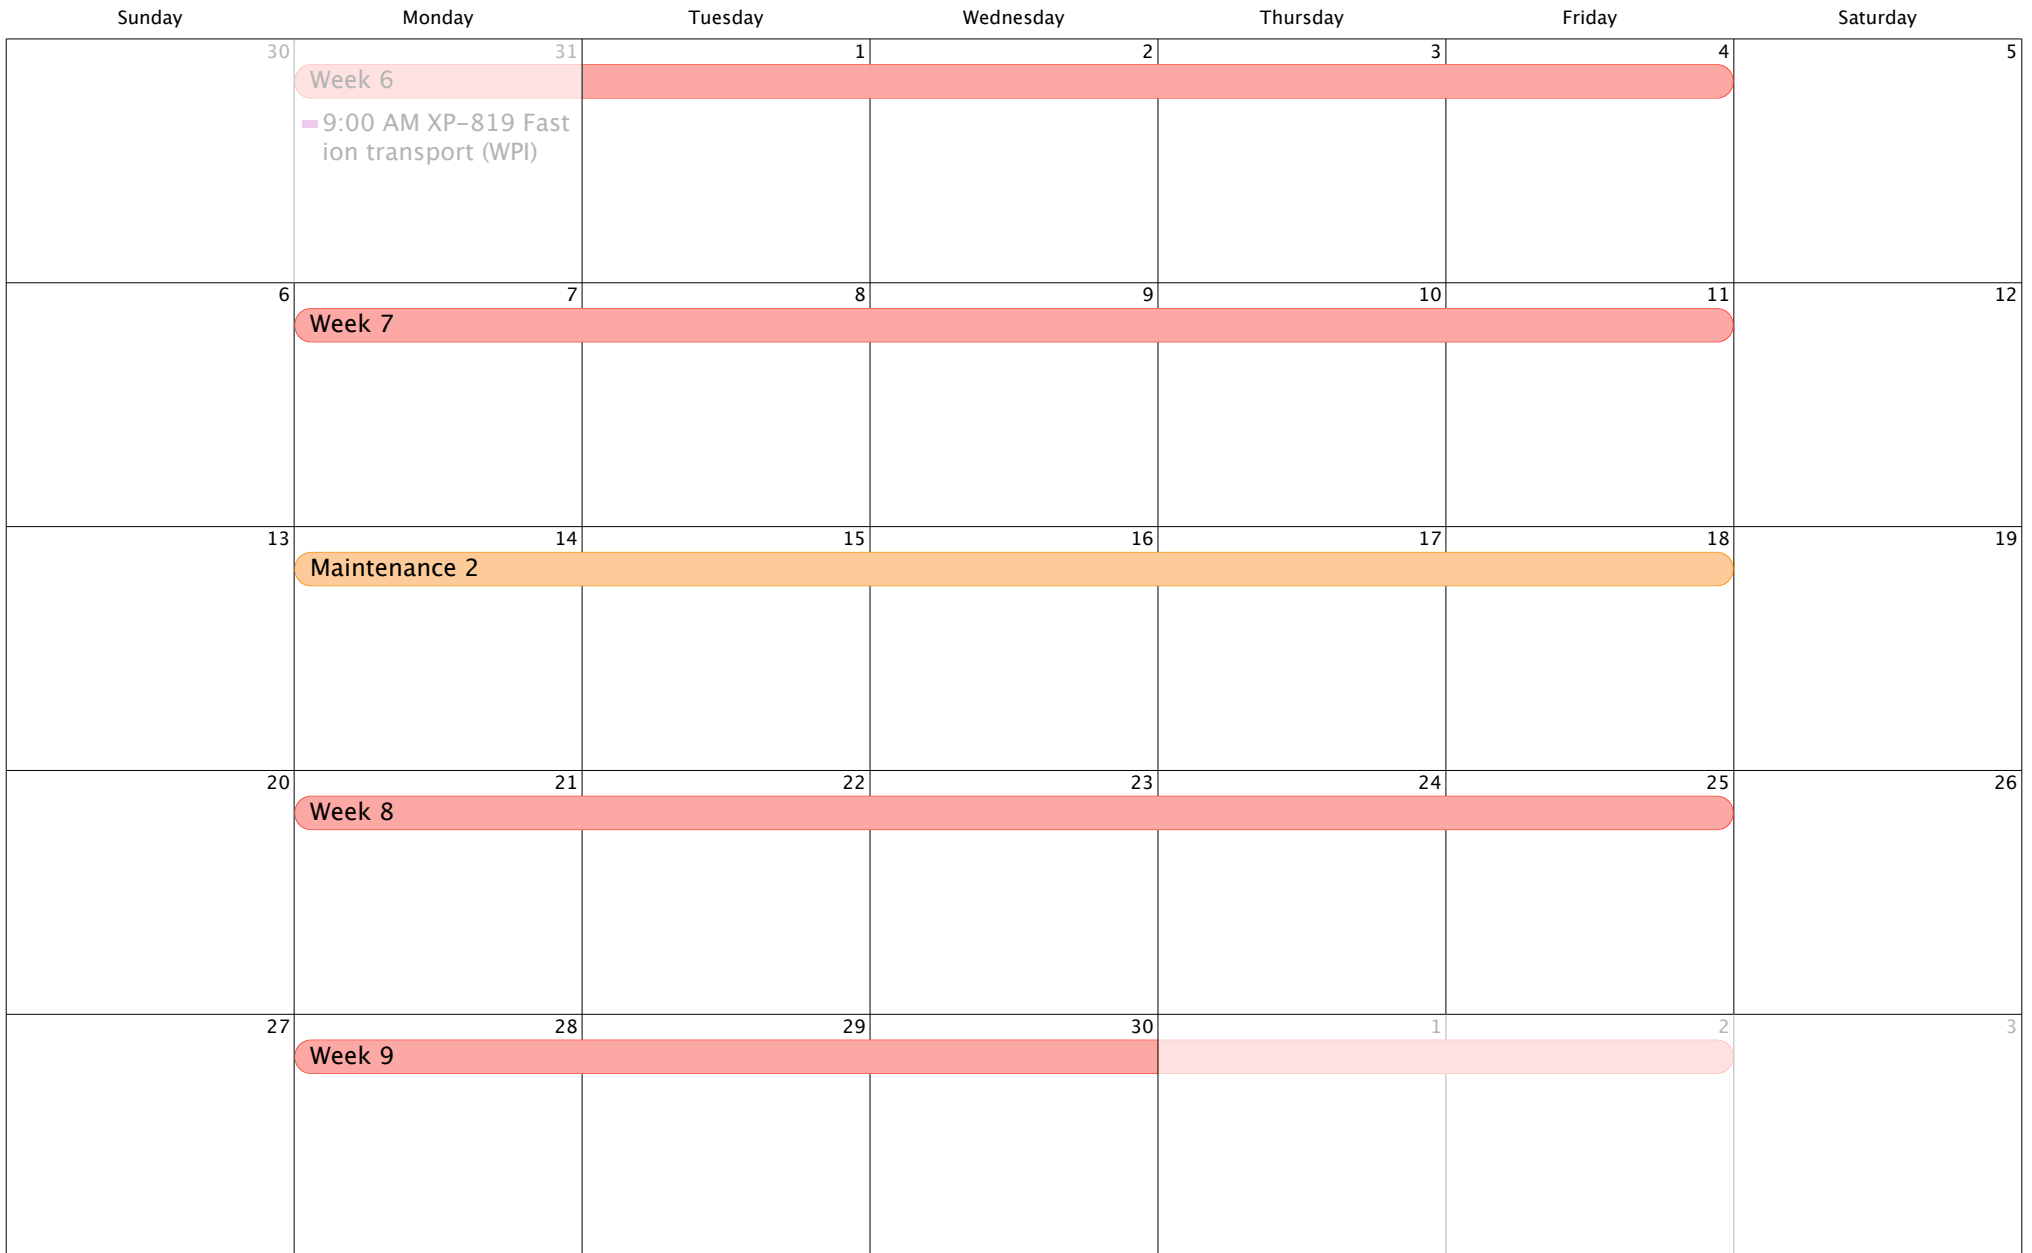 Sunday Monday Tuesday Wednesday Thursday Friday Saturday
30 31 1 2 3 4 5
Week 6
9:00 AM XP–819 Fast
ion transport (WPI)
6 7 8 9 10 11 12
Week 7
13 14 15 16 17 18 19
Maintenance 2
20 21 22 23 24 25 26
Week 8
27 28 29 30 1 2 3
Week 9